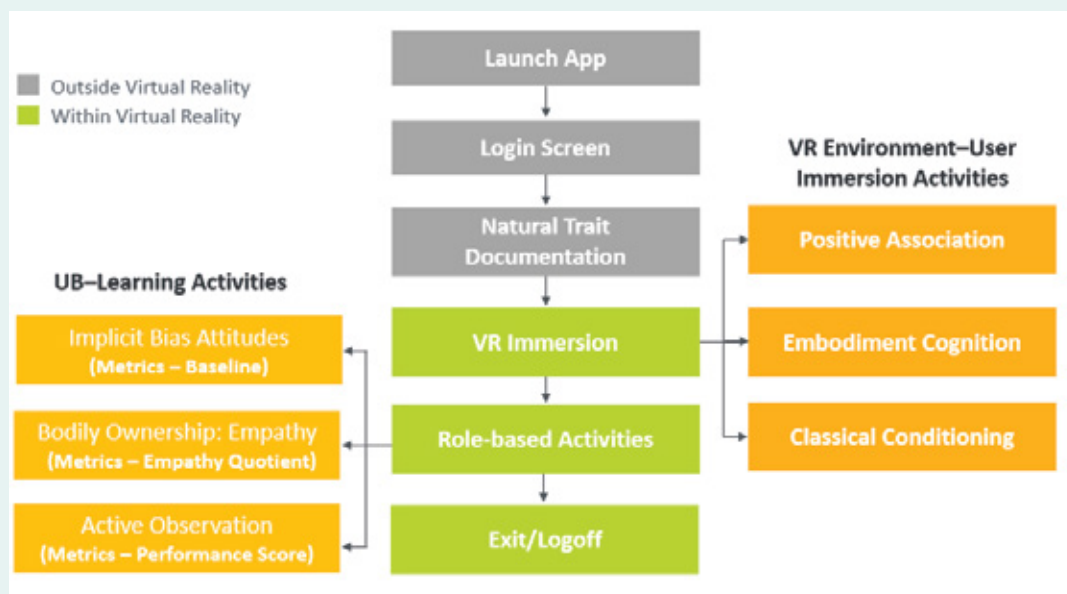 Launch App
Outside Virtual Reality
Within Virtual Reality
Login Screen
VR Environment–User
Immersion Activities
Natural Trait
Documentation
Positive Association
UB–Learning Activities
Implicit Bias Attitudes
(Metrics – Baseline)
VR Immersion
Embodiment Cognition
Bodily Ownership: Empathy
(Metrics – Empathy Quotient)
Role-based Activities
Classical Conditioning
Active Observation
(Metrics – Performance Score)
Exit/Logoff